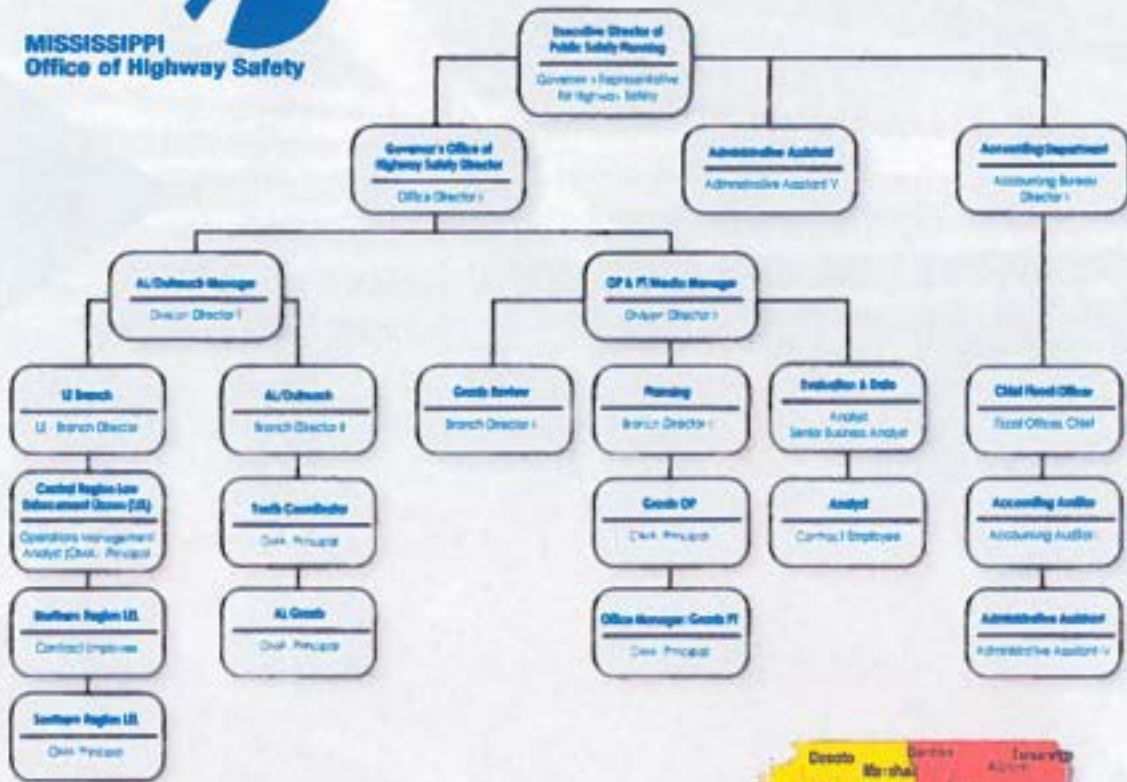 MISSISSIPPI
Office of Highway Safety
Executive Director of
Public Safety Planning
Governor's Representative
for Highway Safety
Governor's Office of
Highway Safety Director
Office Director I
Administrative Assistant
Administrative Assistant V
Accounting Department
Accounting Bureau
Director I
AL/Outreach Manager
Division Director I
OP & PT/Media Manager
Division Director I
LE Branch
LE - Branch Director
AL/Outreach
Branch Director II
Grants Review
Branch Director I
Planning
Branch Director I
Evaluation & Data
Analyst
Senior Business Analyst
Chief Fiscal Officer
Fiscal Officer, Chief
Central Region Law
Enforcement Liaison (LEL)
Operations Management
Analyst (OMA) - Principal
Youth Coordinator
OMA - Principal
Grants OP
OMA - Principal
Analyst
Contract Employee
Accounting Auditor
Accounting Auditor
Northern Region LEL
Contract Employee
AL Grants
OMA - Principal
Office Manager: Grants PT
OMA - Principal
Administrative Assistant
Administrative Assistant V
Southern Region LEL
OMA - Principal
Desoto
Benton
Marshall
Alcorn